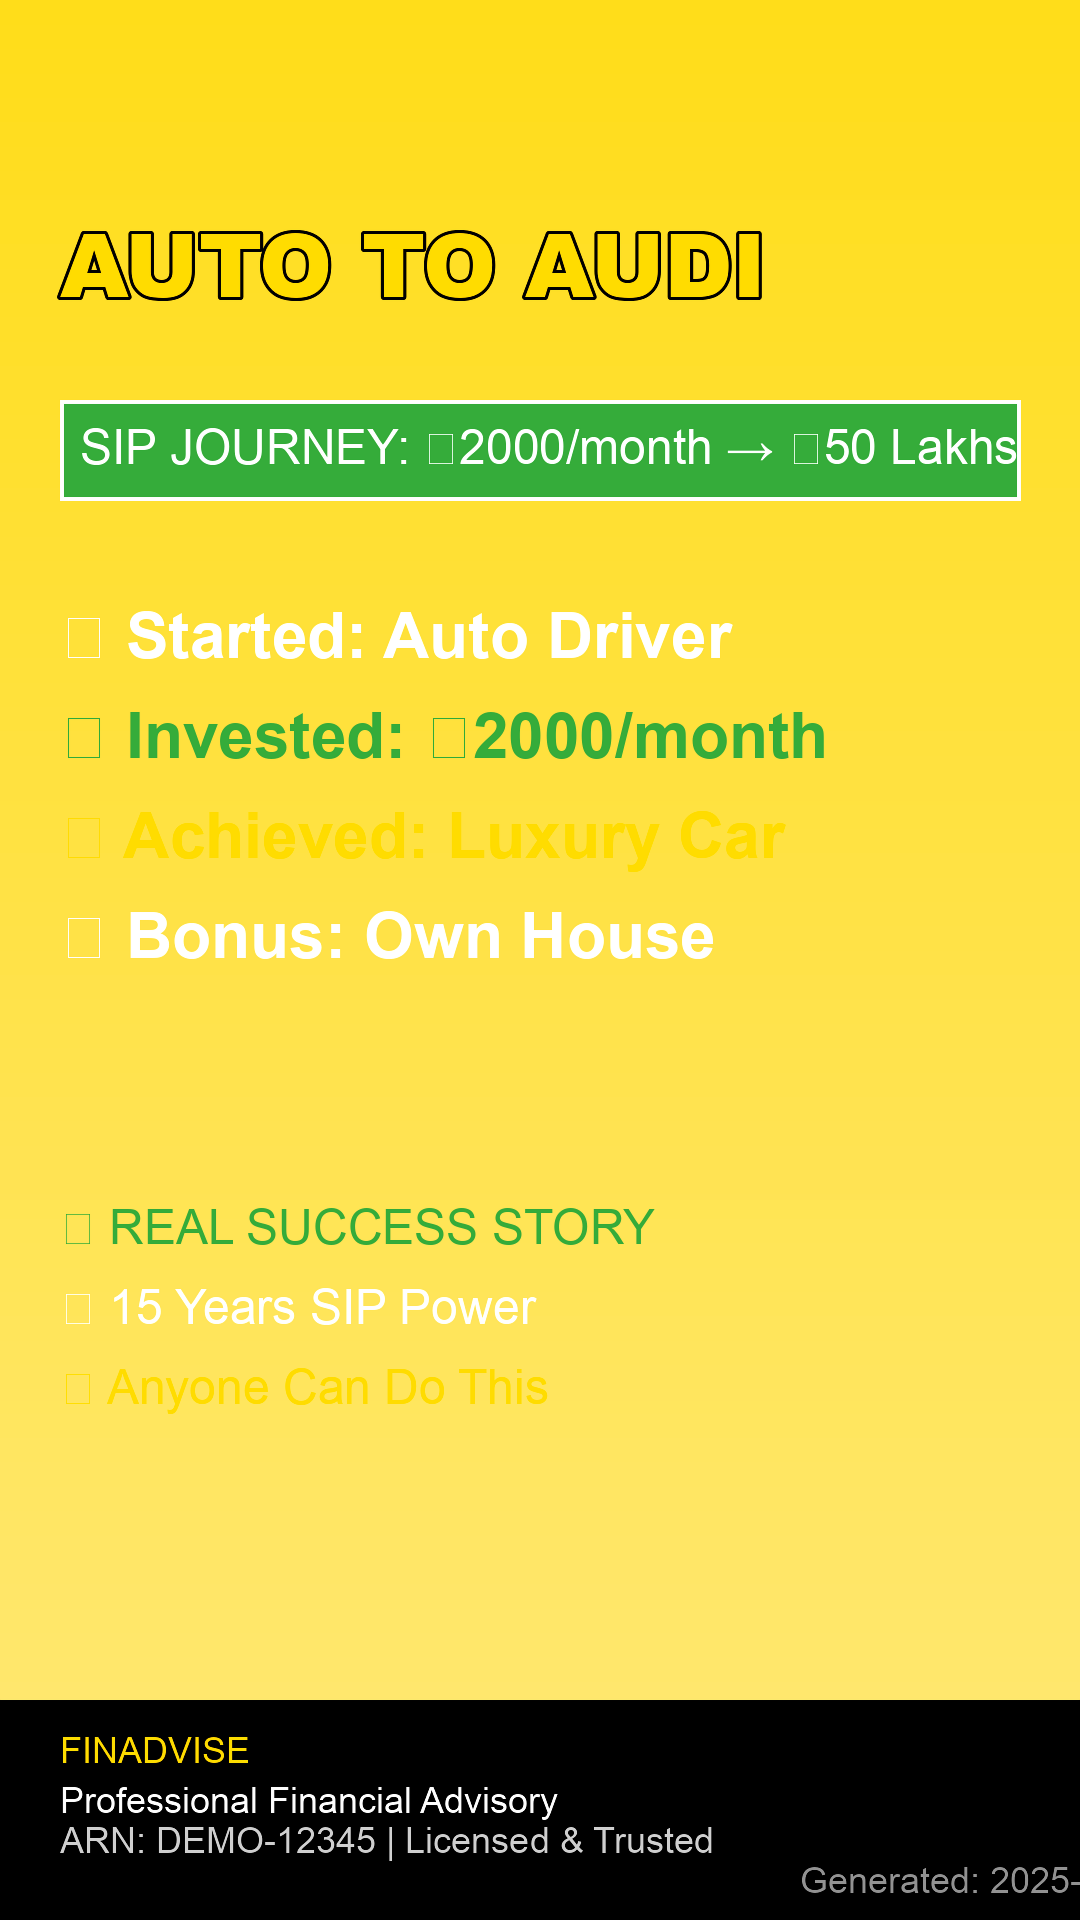 AUTO TO AUDI
SIP JOURNEY: □2000/month → □50 Lakhs
□ Started: Auto Driver
□ Invested: □2000/month
□ Achieved: Luxury Car
□ Bonus: Own House
□ REAL SUCCESS STORY
□ 15 Years SIP Power
□ Anyone Can Do This
FINADVISE
Professional Financial Advisory
ARN: DEMO-12345 | Licensed & Trusted
Generated: 2025-